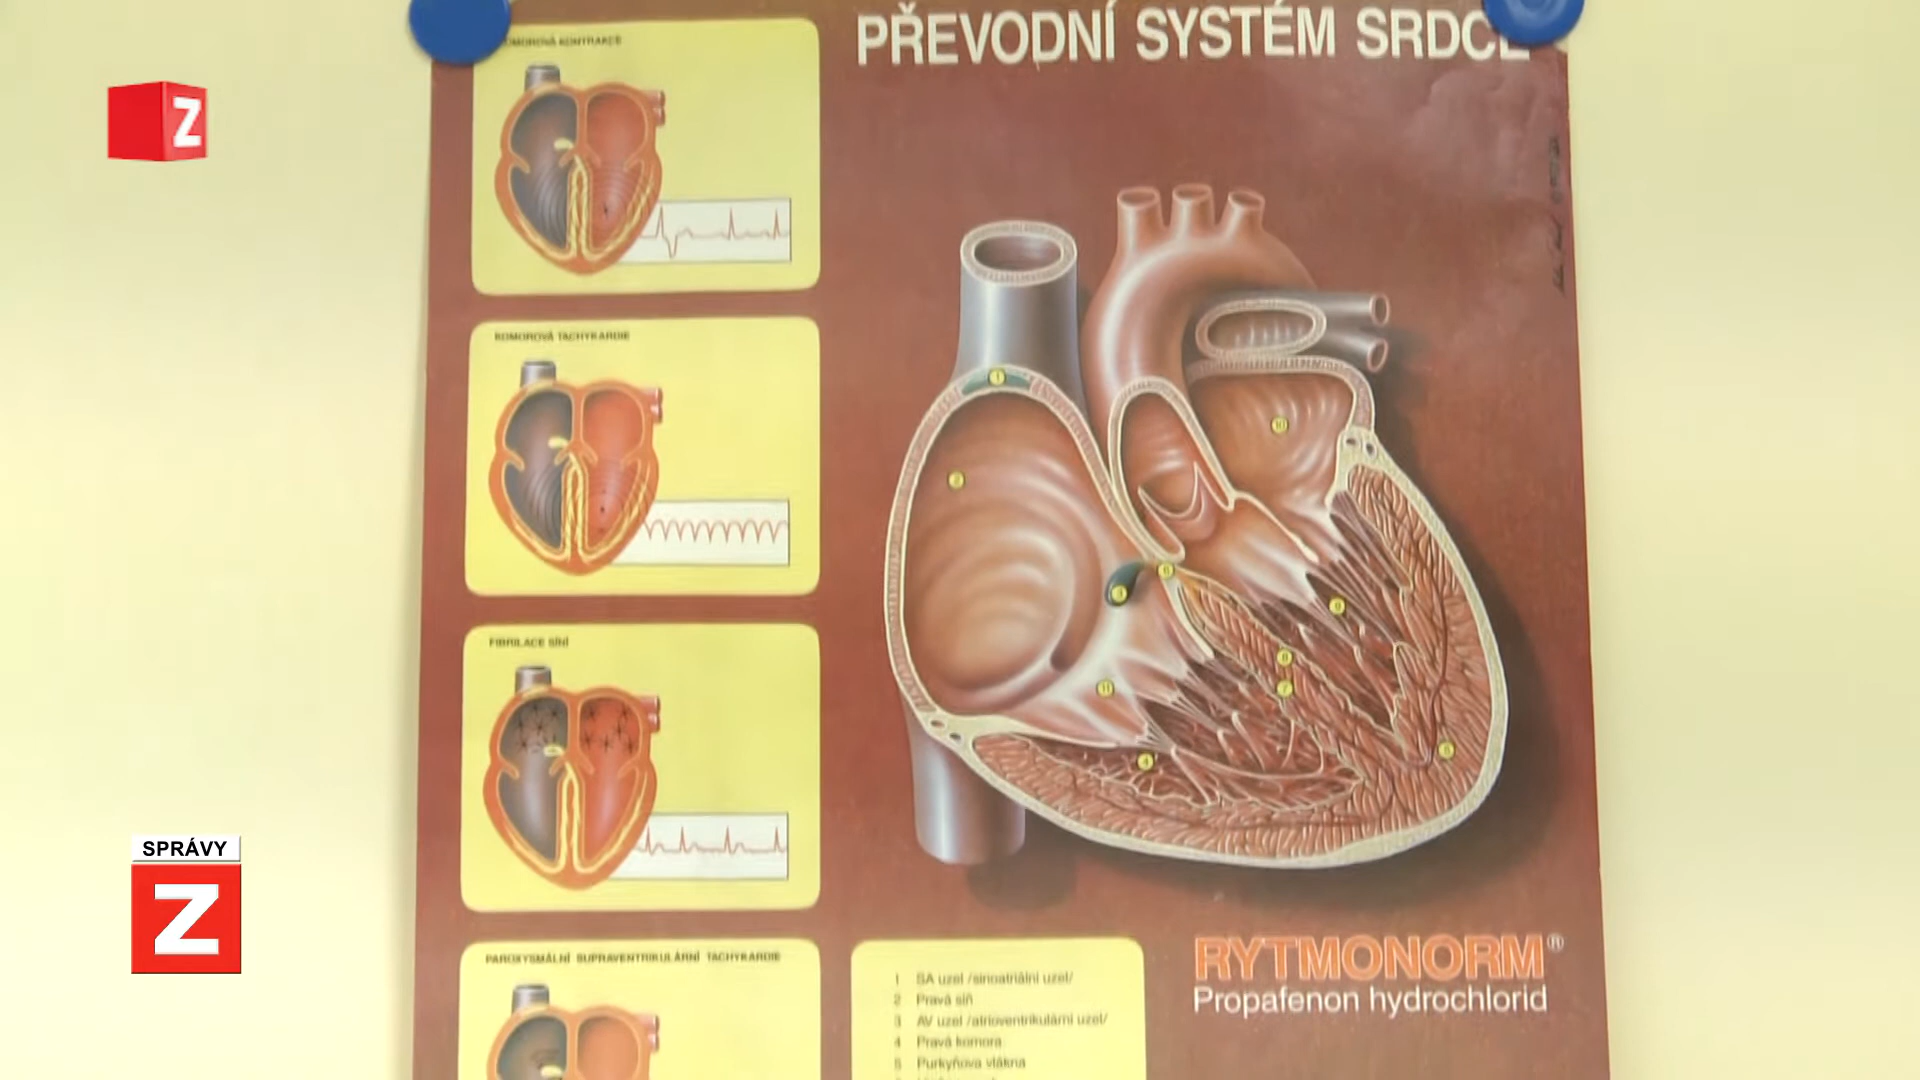 PŘEVODNÍ SYSTÉM SRDCE
KOMOROVÁ TACHYKARDIE
FIBRILACE SÍNÍ
PAROXYSMÁLNÍ SUPRAVENTRIKULÁRNÍ TACHYKARDIE
1 SA uzel /sinoatriální uzel/
2 Pravá síň
3 AV uzel /atrioventrikulární uzel/
4 Pravá komora
5 Purkyňova vlákna
RYTMONORM®
Propafenon hydrochlorid
Z
SPRÁVY
Z